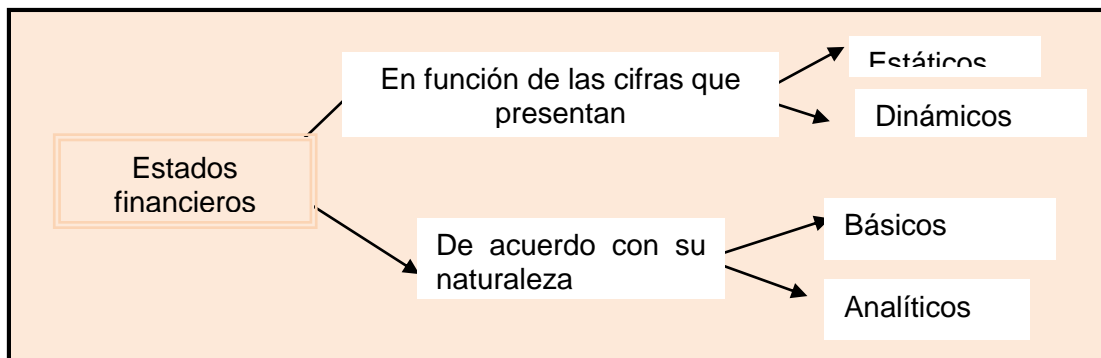 Estados
financieros
En función de las cifras que
presentan
Estáticos
Dinámicos
De acuerdo con su
naturaleza
Básicos
Analíticos